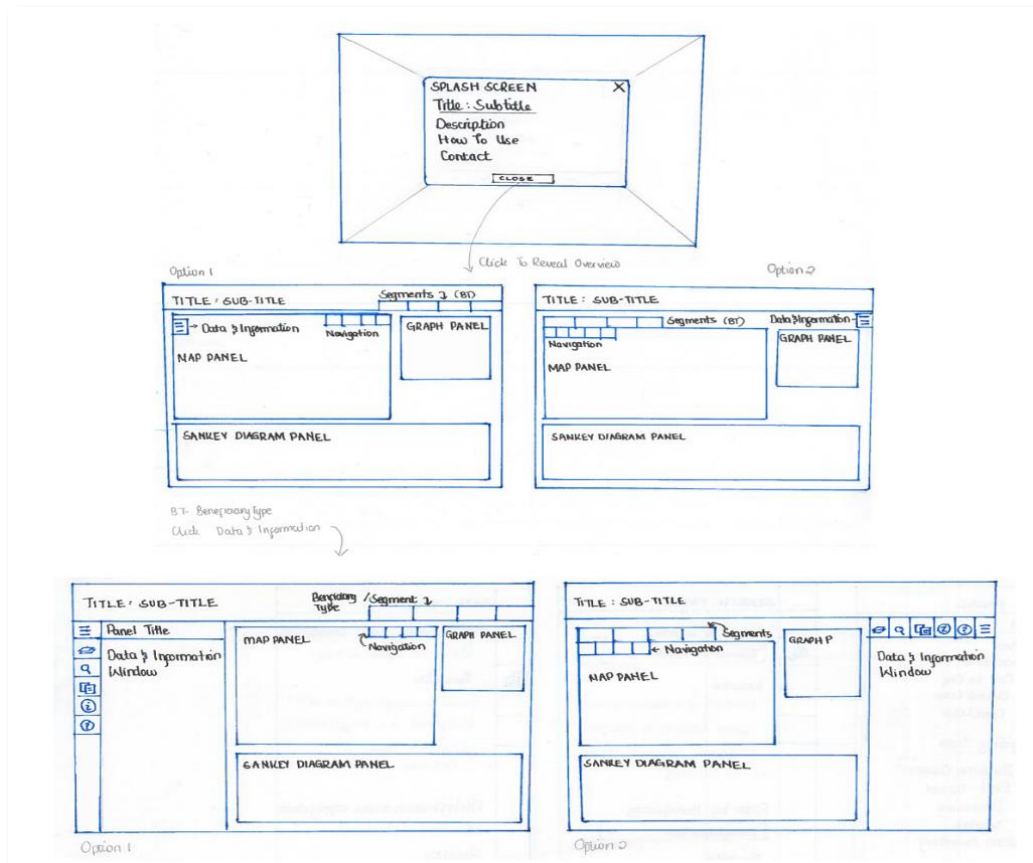 SPLASH SCREEN X
Title : Subtitle
Description
How To Use
Contact
CLOSE
Click To Reveal Overview
Option 1
TITLE : SUB-TITLE
Segments (BT)
Data & Information
Navigation
GRAPH PANEL
MAP PANEL
SANKEY DIAGRAM PANEL
Option 2
TITLE : SUB-TITLE
Segments (BT)
Data & Information
Navigation
GRAPH PANEL
MAP PANEL
SANKEY DIAGRAM PANEL
BT- Beneficiary Type
Click Data & Information
TITLE : SUB-TITLE
Beneficiary / Segment
Type
Panel Title
Data & Information
Window
MAP PANEL
Navigation
GRAPH PANEL
SANKEY DIAGRAM PANEL
Option 1
TITLE : SUB-TITLE
Segments
Navigation
GRAPH P
MAP PANEL
Data & Information
Window
SANKEY DIAGRAM PANEL
Option 2